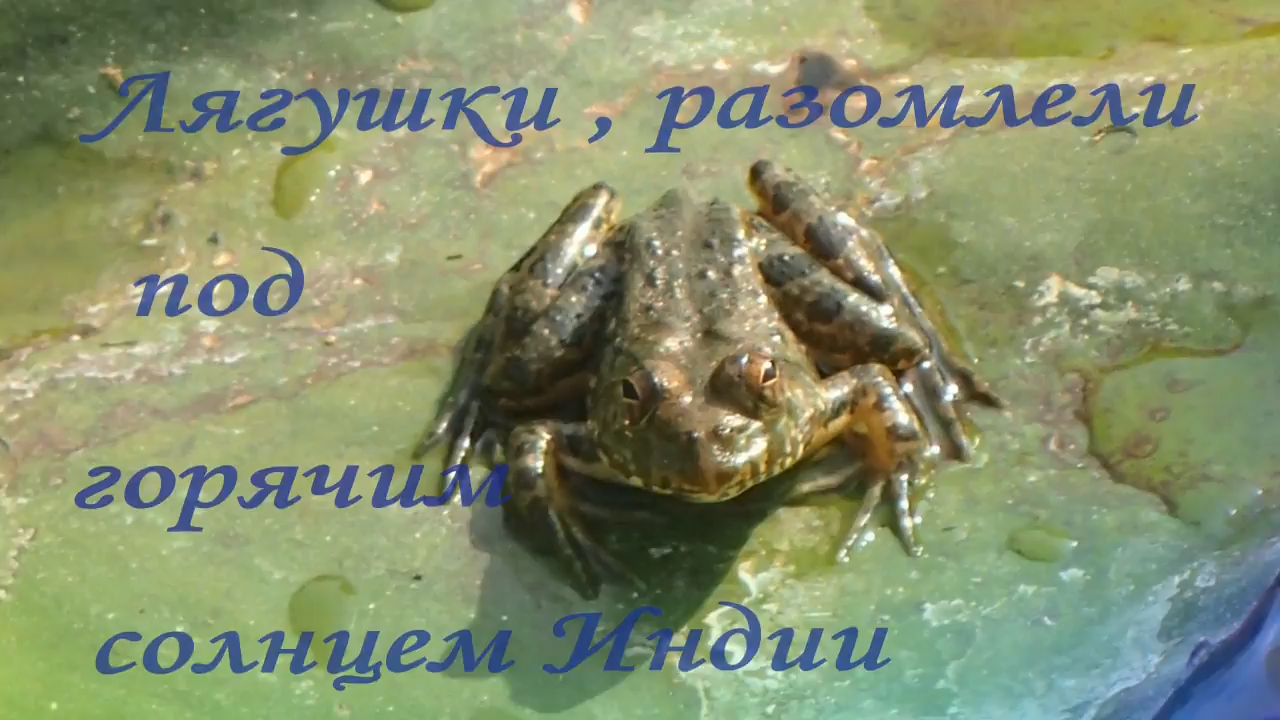 Лягушки , разомлели
под
горячим
солнцем Индии